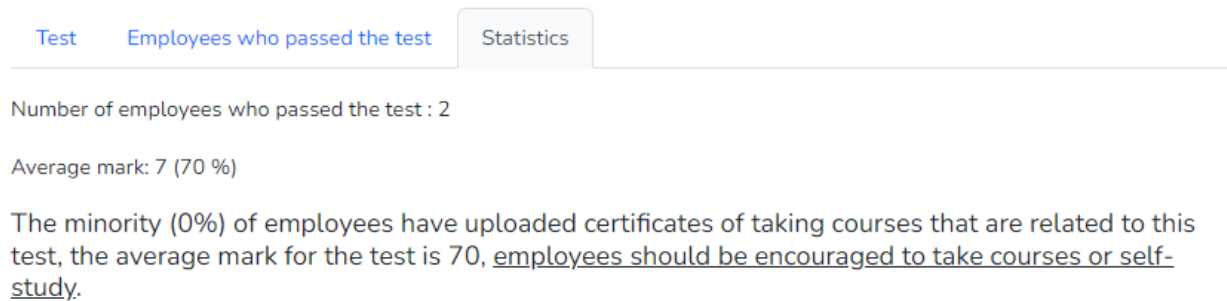 Test Employees who passed the test Statistics
Number of employees who passed the test : 2
Average mark: 7 (70 %)
The minority (0%) of employees have uploaded certificates of taking courses that are related to this
test, the average mark for the test is 70, employees should be encouraged to take courses or self-
study.